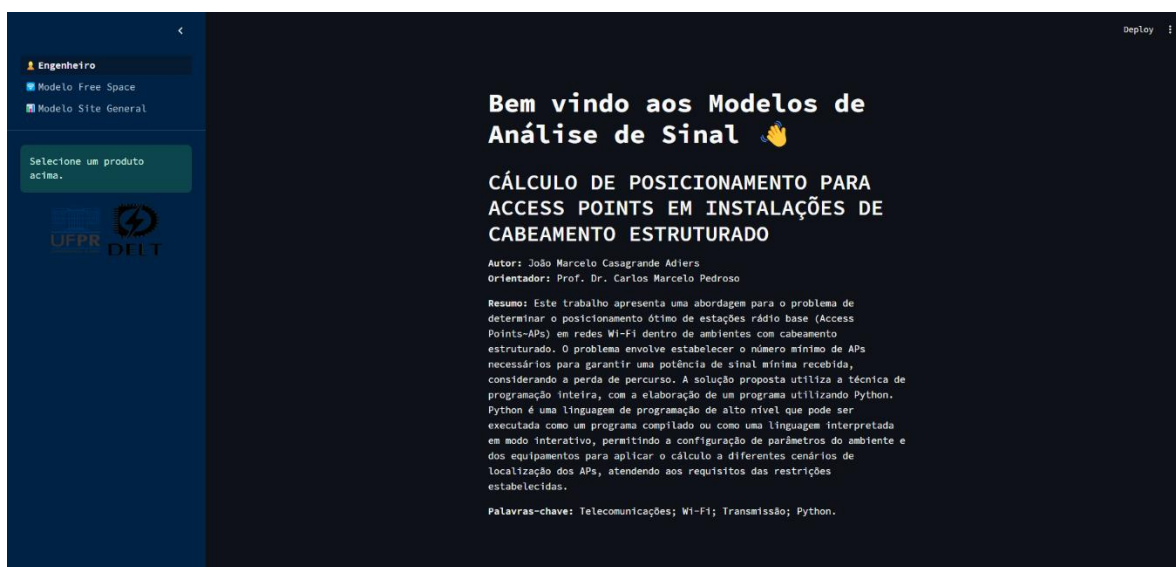 Deploy
Engenheiro
Modelo Free Space
Modelo Site General
Selecione um produto
acima.
UFPR
DELT
Bem vindo aos Modelos de
Análise de Sinal 👋
CÁLCULO DE POSICIONAMENTO PARA
ACCESS POINTS EM INSTALAÇÕES DE
CABEAMENTO ESTRUTURADO
Autor: João Marcelo Casagrande Adiers
Orientador: Prof. Dr. Carlos Marcelo Pedroso
Resumo: Este trabalho apresenta uma abordagem para o problema de
determinar o posicionamento ótimo de estações rádio base (Access
Points~APs) em redes Wi-Fi dentro de ambientes com cabeamento
estruturado. O problema envolve estabelecer o número mínimo de APs
necessários para garantir uma potência de sinal mínima recebida,
considerando a perda de percurso. A solução proposta utiliza a técnica de
programação inteira, com a elaboração de um programa utilizando Python.
Python é uma linguagem de programação de alto nível que pode ser
executada como um programa compilado ou como uma linguagem interpretada
em modo interativo, permitindo a configuração de parâmetros do ambiente e
dos equipamentos para aplicar o cálculo a diferentes cenários de
localização dos APs, atendendo aos requisitos das restrições
estabelecidas.
Palavras-chave: Telecomunicações; Wi-Fi; Transmissão; Python.